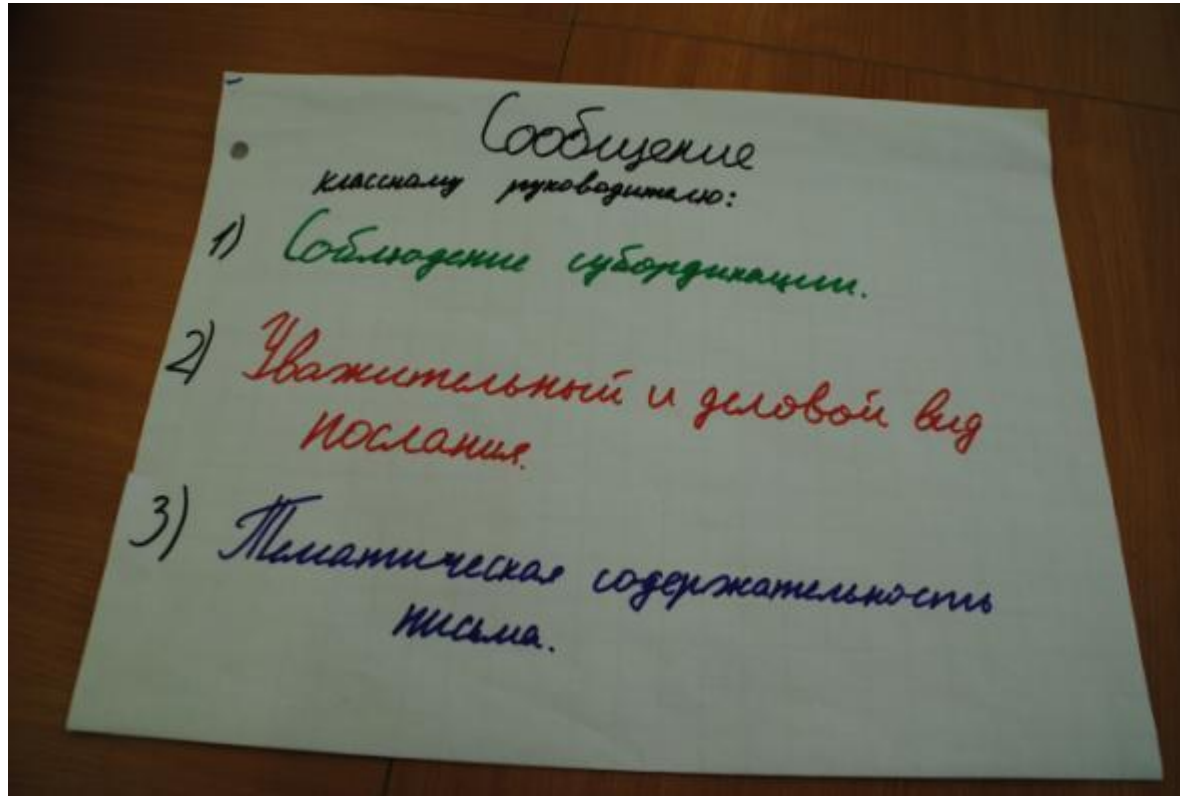 Сообщение
классному руководителю:
1) Соблюдение субординации.
2) Уважительный и деловой вид
послания.
3) Тематическая содержательность
письма.